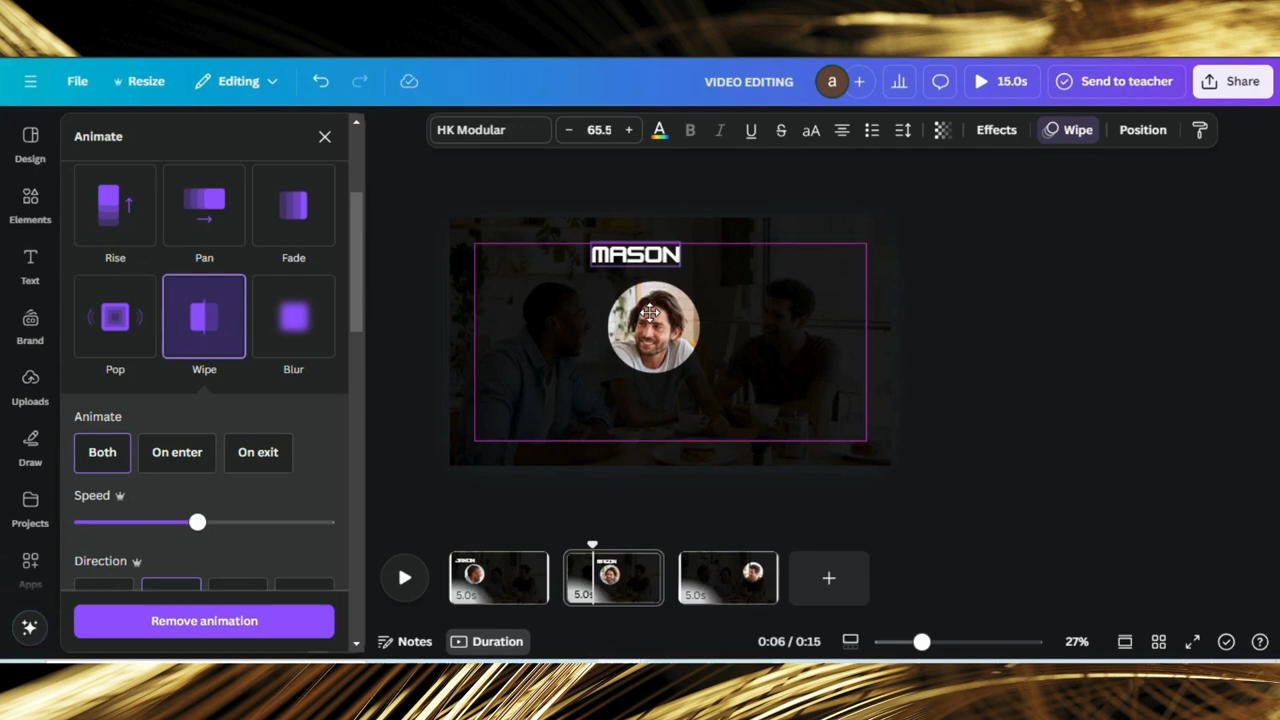 File
Resize
Editing
VIDEO EDITING
a
15.0s
Send to teacher
Share
Design
Elements
Text
Brand
Uploads
Draw
Projects
Apps
Animate
Rise
Pan
Fade
Pop
Wipe
Blur
Animate
Both
On enter
On exit
Speed
Direction
Remove animation
HK Modular
– 65.5 +
A B I U S aA
Effects
Wipe
Position
MASON
5.0s
MASON
5.0s
5.0s
Notes
Duration
0:06 / 0:15
27%